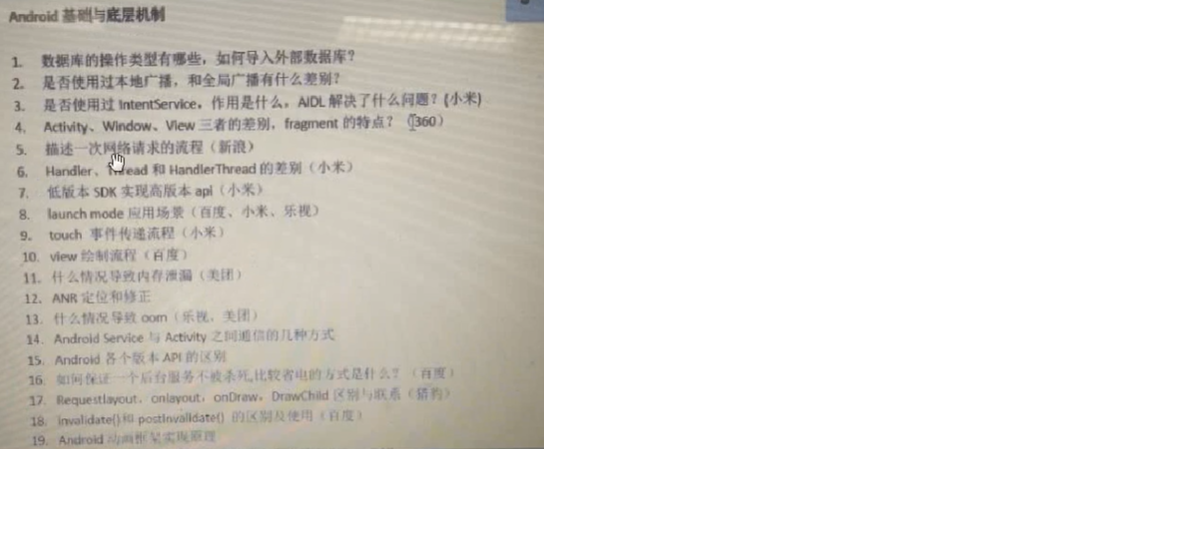 Android 基础与底层机制
1. 数据库的操作类型有哪些，如何导入外部数据库？
2. 是否使用过本地广播，和全局广播有什么差别？
3. 是否使用过 IntentService，作用是什么，AIDL 解决了什么问题？(小米)
4. Activity、Window、View 三者的差别，fragment 的特点？（360）
5. 描述一次网络请求的流程（新浪）
6. Handler、Thread 和 HandlerThread 的差别（小米）
7. 低版本 SDK 实现高版本 api（小米）
8. launch mode 应用场景（百度、小米、乐视）
9. touch 事件传递流程（小米）
10. view 绘制流程（百度）
11. 什么情况导致内存泄漏（美团）
12. ANR 定位和修正
13. 什么情况导致 oom（乐视、美团）
14. Android Service 与 Activity 之间通信的几种方式
15. Android 各个版本 API 的区别
16. 如何保证一个后台服务不被杀死,比较省电的方式是什么？（百度）
17. Requestlayout，onlayout，onDraw，DrawChild 区别与联系（猎豹）
18. invalidate()和 postInvalidate() 的区别及使用（百度）
19. Android 动画框架实现原理